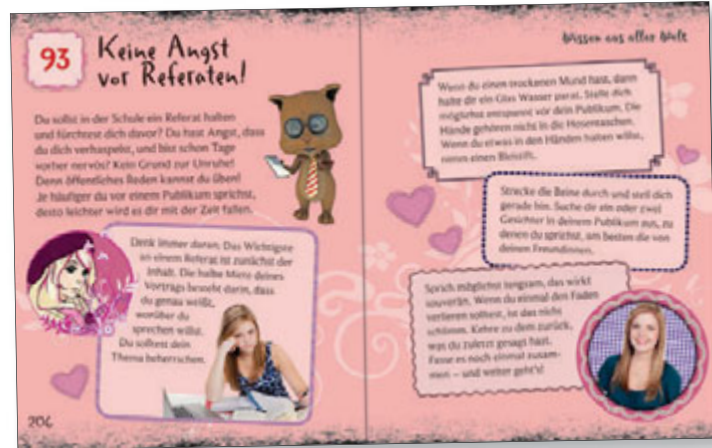 93
Keine Angst
vor Referaten!
Du sollst in der Schule ein Referat halten
und fürchtest dich davor? Du hast Angst, dass
du dich verhaspelst, und bist schon Tage
vorher nervös? Kein Grund zur Unruhe!
Denn öffentliches Reden kannst du üben!
Je häufiger du vor einem Publikum sprichst,
desto leichter wird es dir mit der Zeit fallen.
Denk immer daran: Das Wichtigste
an einem Referat ist zunächst der
Inhalt. Die halbe Miete deines
Vortrags besteht darin, dass
du genau weißt,
worüber du
sprechen willst.
Du solltest dein
Thema beherrschen.
206
Wissen aus aller Welt
Wenn du einen trockenen Mund hast, dann
halte dir ein Glas Wasser parat. Stelle dich
möglichst entspannt vor dein Publikum. Die
Hände gehören nicht in die Hosentaschen.
Wenn du etwas in den Händen halten willst,
nimm einen Bleistift.
Strecke die Beine durch und stell dich
gerade hin. Suche dir ein oder zwei
Gesichter in deinem Publikum aus, zu
denen du sprichst, am besten die von
deinen Freundinnen.
Sprich möglichst langsam, das wirkt
souverän. Wenn du einmal den Faden
verlieren solltest, ist das nicht
schlimm. Kehre zu dem zurück,
was du zuletzt gesagt hast.
Fasse es noch einmal zusam-
men – und weiter geht's!